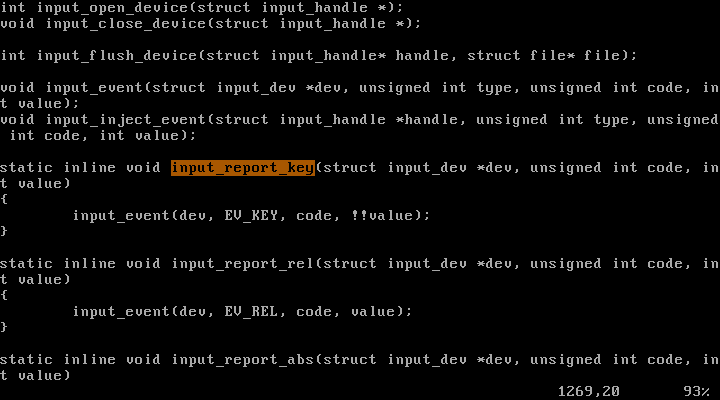 int input_open_device(struct input_handle *);
void input_close_device(struct input_handle *);
int input_flush_device(struct input_handle* handle, struct file* file);
void input_event(struct input_dev *dev, unsigned int type, unsigned int code, in
t value);
void input_inject_event(struct input_handle *handle, unsigned int type, unsigned
 int code, int value);
static inline void input_report_key(struct input_dev *dev, unsigned int code, in
t value)
{
        input_event(dev, EV_KEY, code, !!value);
}
static inline void input_report_rel(struct input_dev *dev, unsigned int code, in
t value)
{
        input_event(dev, EV_REL, code, value);
}
static inline void input_report_abs(struct input_dev *dev, unsigned int code, in
t value)
1269,20 93%